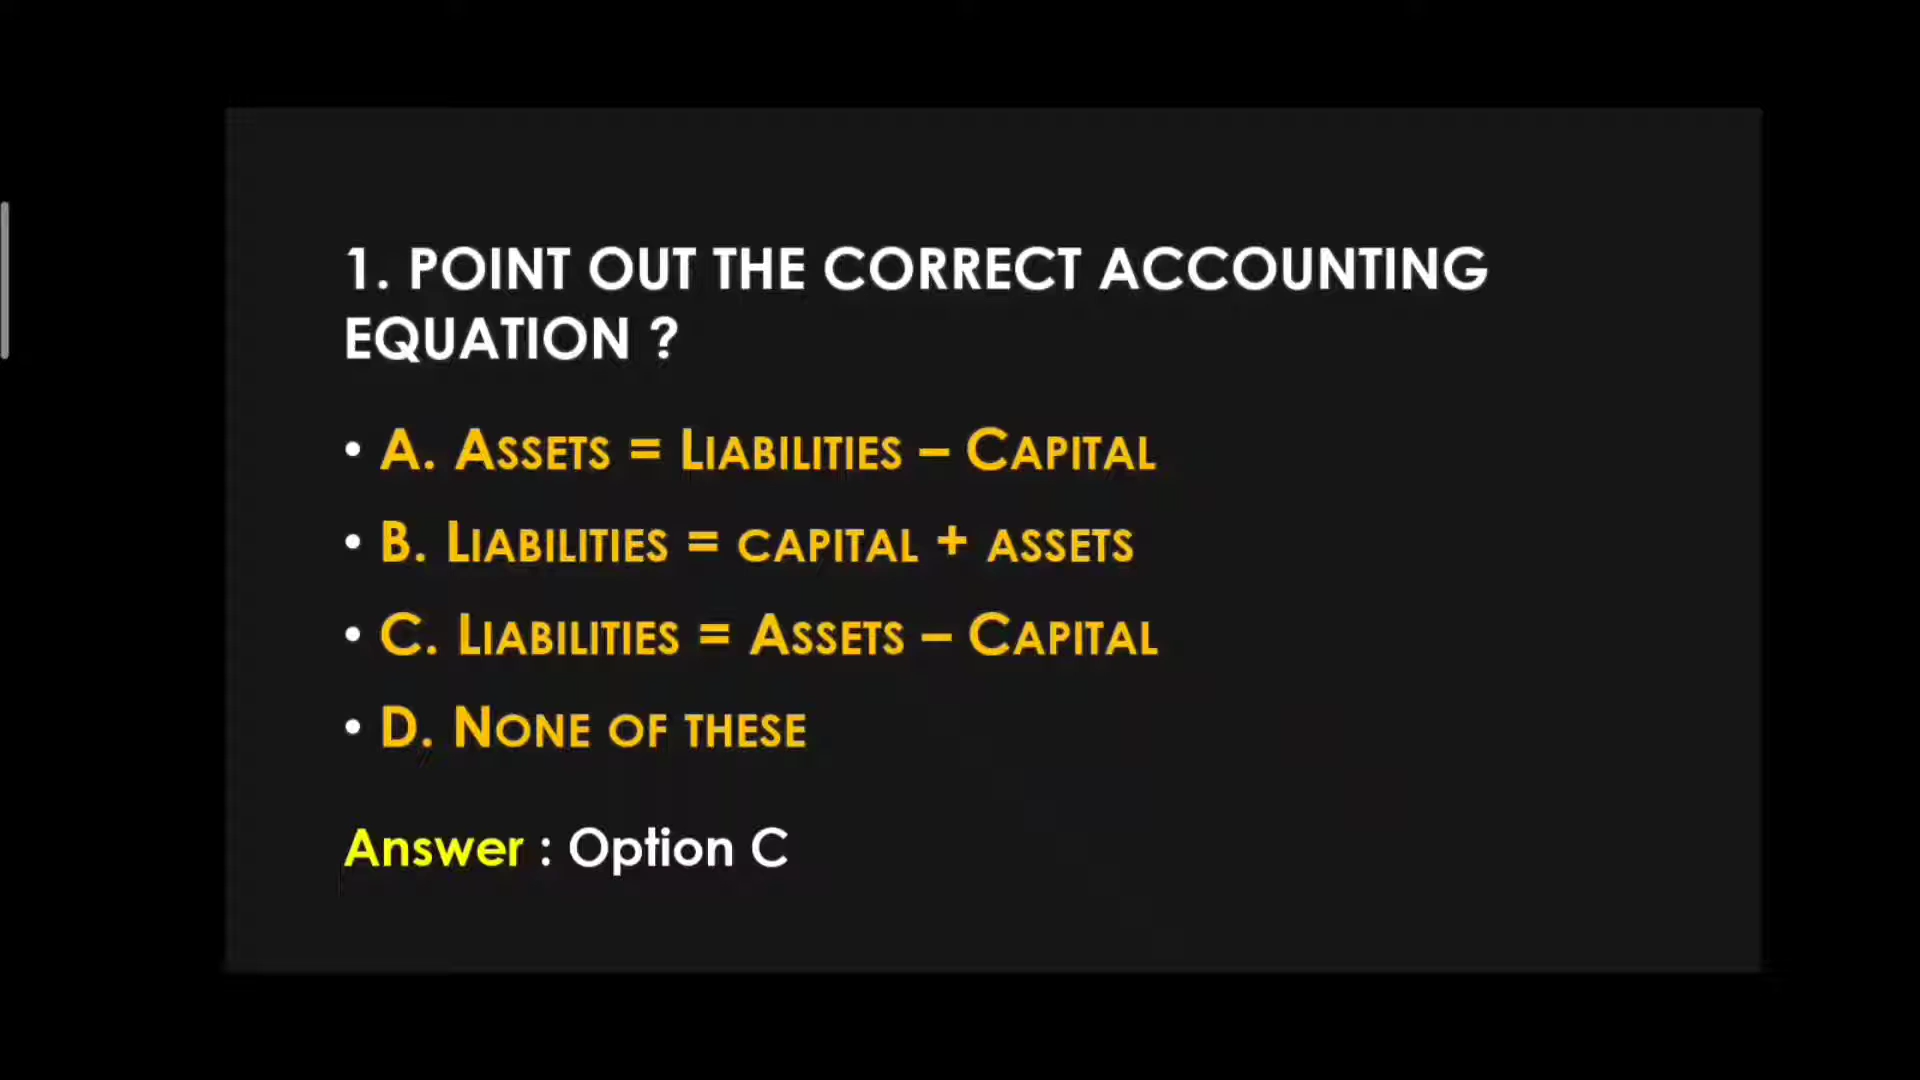 1. POINT OUT THE CORRECT ACCOUNTING
EQUATION ?
• A. ASSETS = LIABILITIES – CAPITAL
• B. LIABILITIES = CAPITAL + ASSETS
• C. LIABILITIES = ASSETS – CAPITAL
• D. NONE OF THESE
Answer : Option C